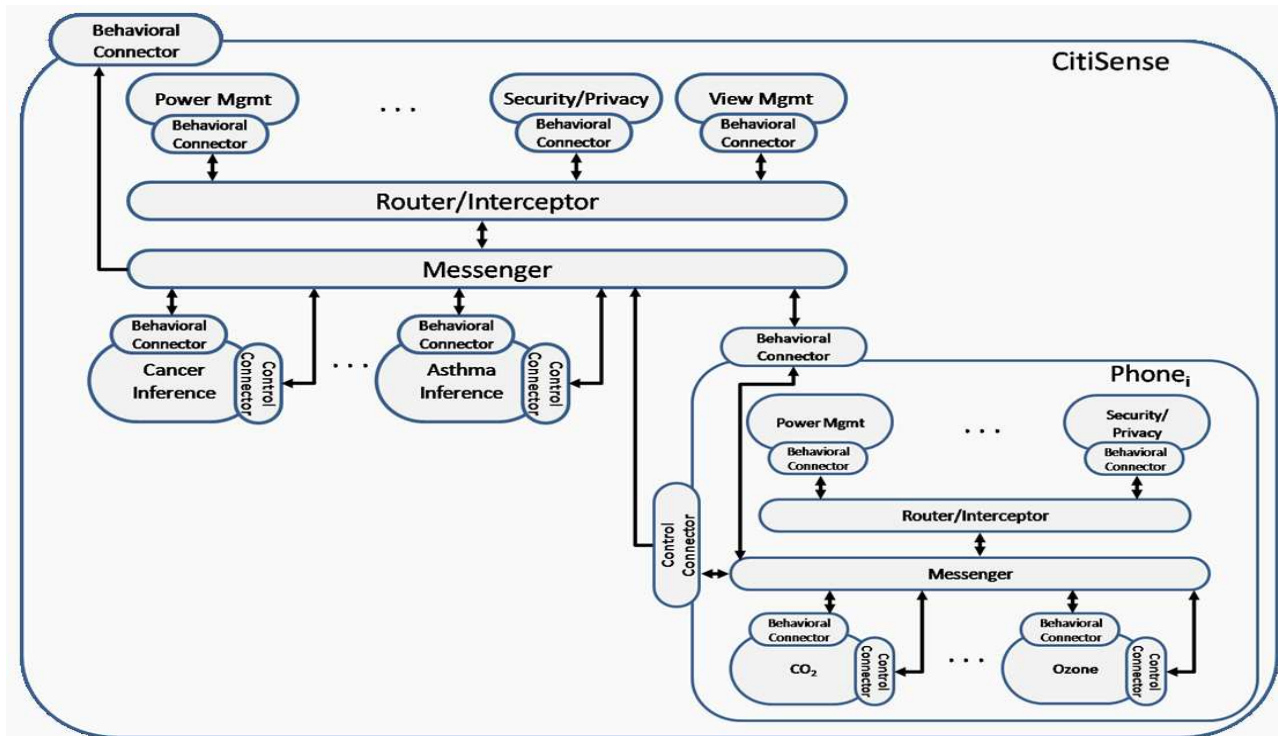 Behavioral
Connector
CitiSense
Power Mgmt
Behavioral
Connector
. . .
Security/Privacy
Behavioral
Connector
View Mgmt
Behavioral
Connector
Router/Interceptor
Messenger
Behavioral
Connector
Cancer
Inference
Control
Connector
. . .
Behavioral
Connector
Asthma
Inference
Control
Connector
Behavioral
Connector
Phoneᵢ
Power Mgmt
Behavioral
Connector
. . .
Security/
Privacy
Behavioral
Connector
Router/Interceptor
Control
Connector
Messenger
Behavioral
Connector
CO₂
Control
Connector
. . .
Behavioral
Connector
Ozone
Control
Connector